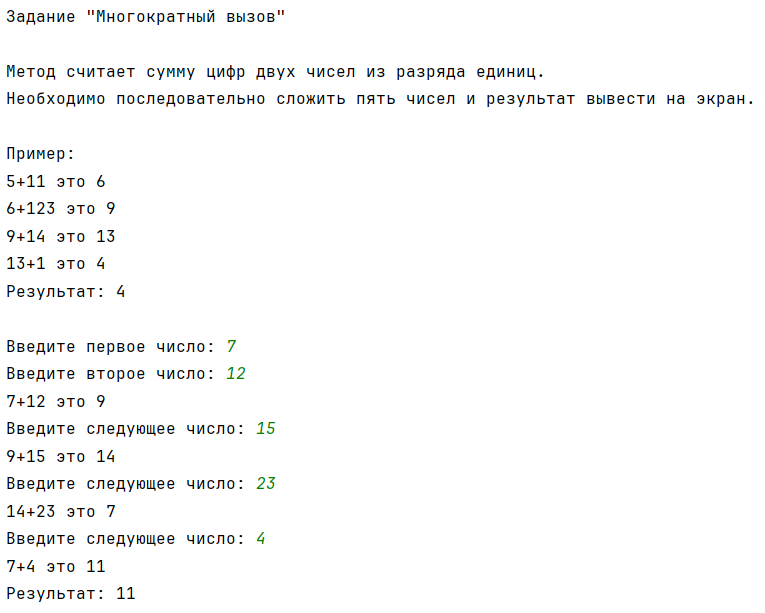 Задание "Многократный вызов"
Метод считает сумму цифр двух чисел из разряда единиц.
Необходимо последовательно сложить пять чисел и результат вывести на экран.
Пример:
5+11 это 6
6+123 это 9
9+14 это 13
13+1 это 4
Результат: 4
Введите первое число: 7
Введите второе число: 12
7+12 это 9
Введите следующее число: 15
9+15 это 14
Введите следующее число: 23
14+23 это 7
Введите следующее число: 4
7+4 это 11
Результат: 11